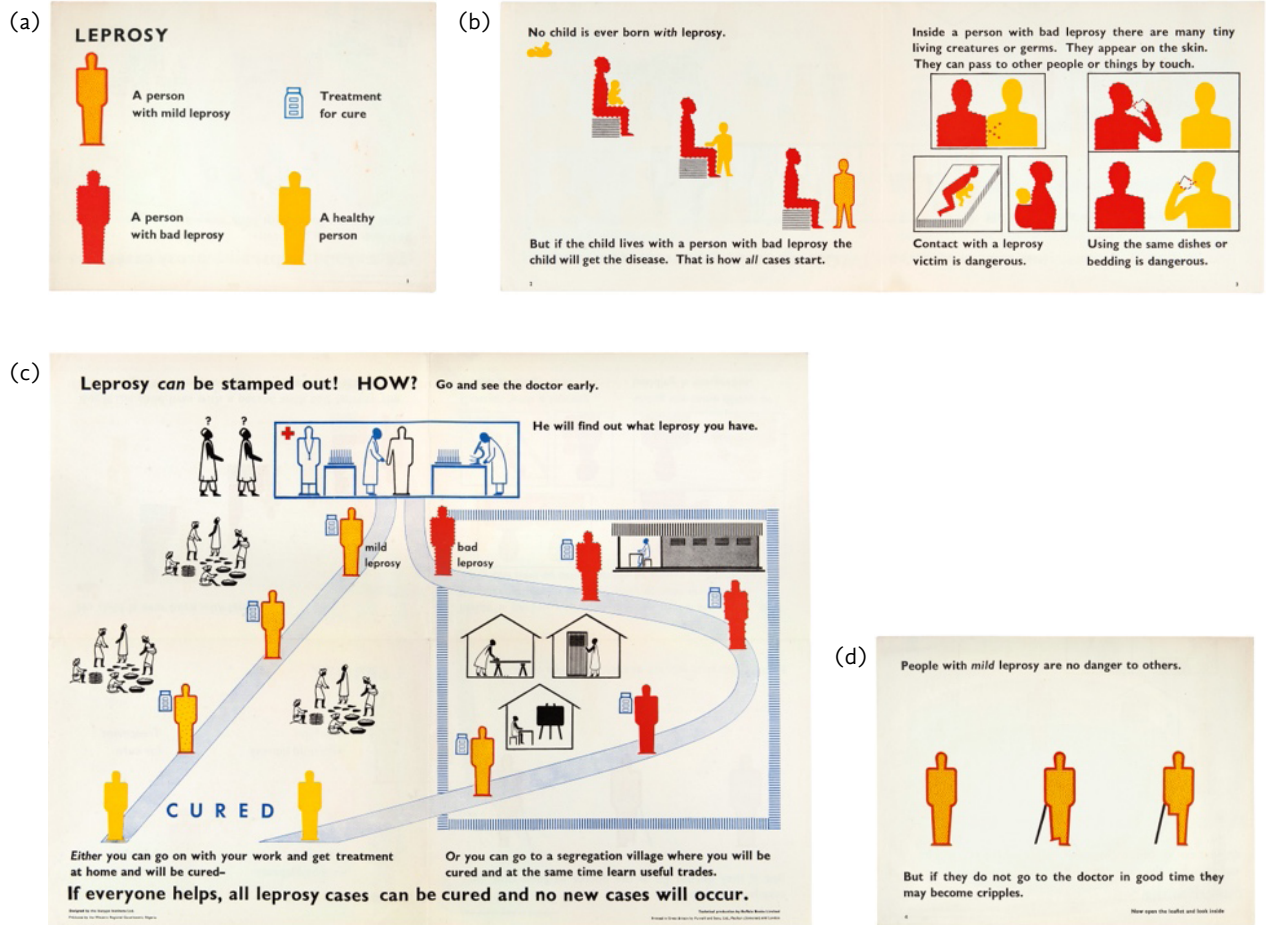 (a)
LEPROSY
A person
with mild leprosy
Treatment
for cure
A person
with bad leprosy
A healthy
person
1
(b)
No child is ever born with leprosy.
But if the child lives with a person with bad leprosy the
child will get the disease. That is how all cases start.
2
Inside a person with bad leprosy there are many tiny
living creatures or germs. They appear on the skin.
They can pass to other people or things by touch.
Contact with a leprosy
victim is dangerous.
Using the same dishes or
bedding is dangerous.
3
(c)
Leprosy can be stamped out! HOW? Go and see the doctor early.
He will find out what leprosy you have.
? ?
mild
leprosy
bad
leprosy
CURED
Either you can go on with your work and get treatment
at home and will be cured–
Or you can go to a segregation village where you will be
cured and at the same time learn useful trades.
If everyone helps, all leprosy cases can be cured and no new cases will occur.
Designed by the Isotype Institute Ltd.
(d)
People with mild leprosy are no danger to others.
But if they do not go to the doctor in good time they
may become cripples.
Now open the leaflet and look inside